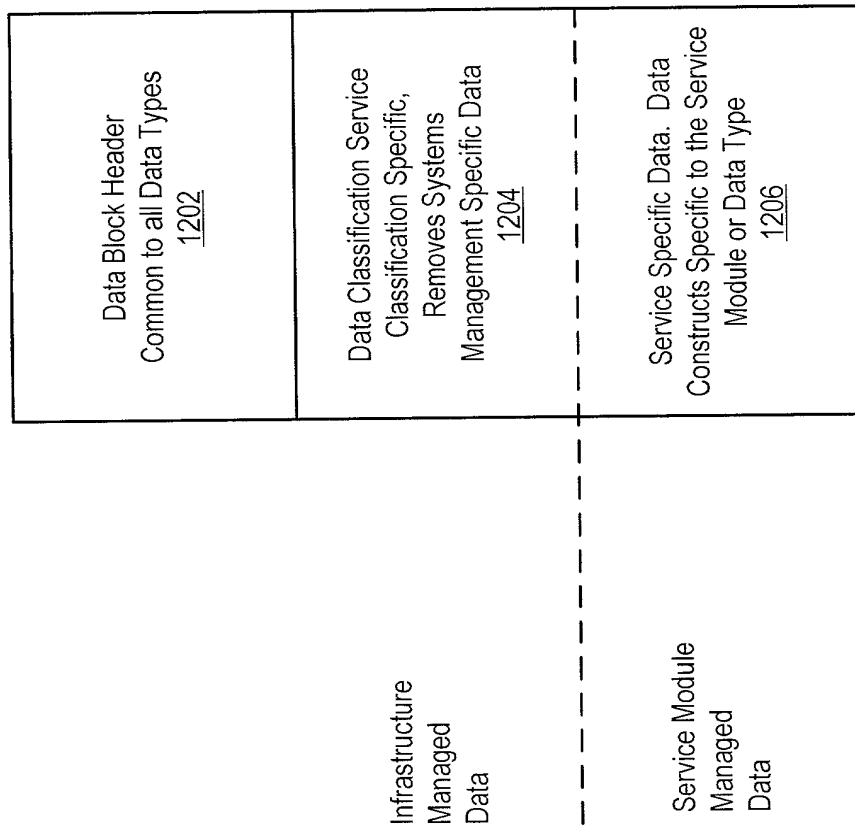 Data Block Header
Common to all Data Types
1202
Data Classification Service
Classification Specific,
Removes Systems
Management Specific Data
1204
Service Specific Data. Data
Constructs Specific to the Service
Module or Data Type
1206
Infrastructure
Managed
Data
Service Module
Managed
Data